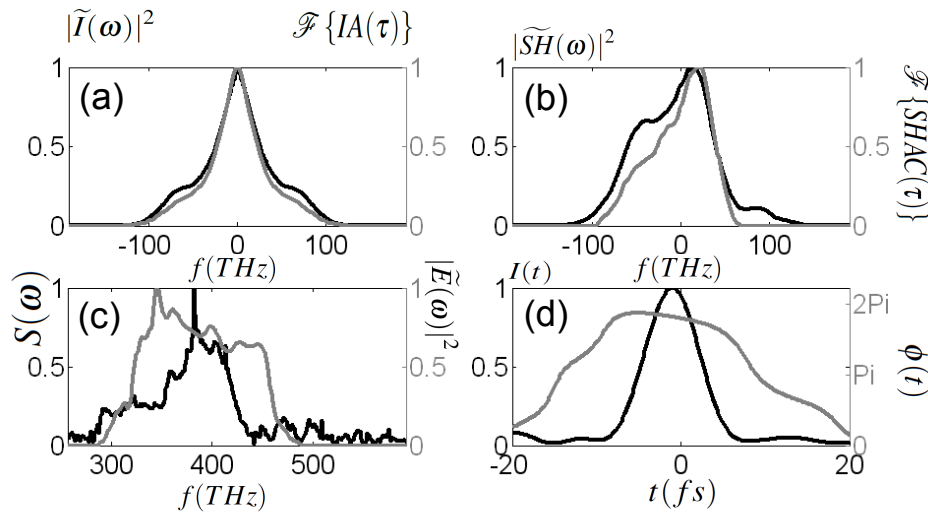 |Ĩ(ω)|² ℱ{IA(τ)}
(a)
1 1
0.5 0.5
0 0
-100 0 100
f(THz)
|S͠H(ω)|²
(b)
1 1
0.5 0.5
0 0
-100 0 100
f(THz)
ℱ{SHAC(τ)}
S(ω)
(c)
1 1
0.5 0.5
0 0
300 400 500
f(THz)
|Ẽ(ω)|²
I(t)
(d)
1 2Pi
0.5 Pi
0 0
-20 0 20
t(fs)
ϕ(t)